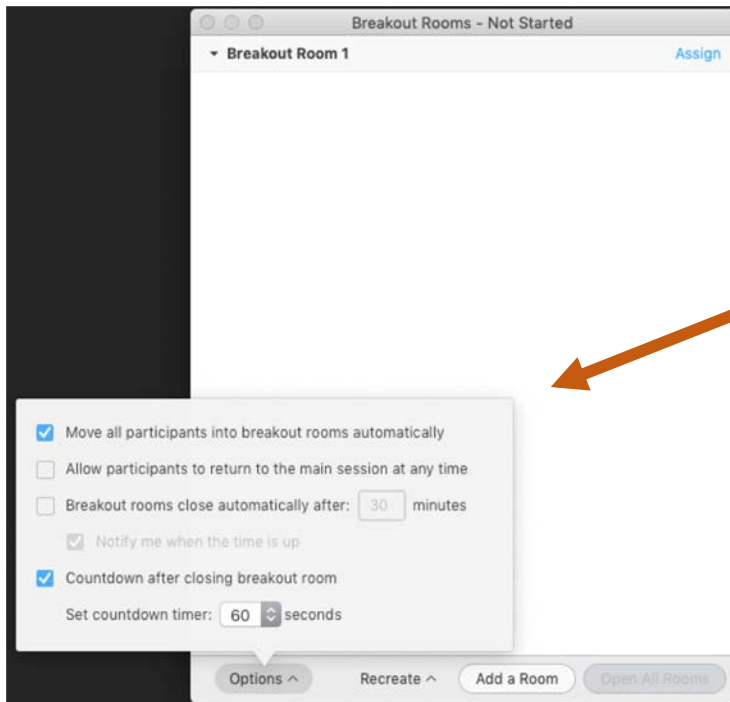 Breakout Rooms - Not Started
Breakout Room 1 Assign
Move all participants into breakout rooms automatically
Allow participants to return to the main session at any time
Breakout rooms close automatically after: 30 minutes
Notify me when the time is up
Countdown after closing breakout room
Set countdown timer: 60 seconds
Options Recreate Add a Room Open All Rooms